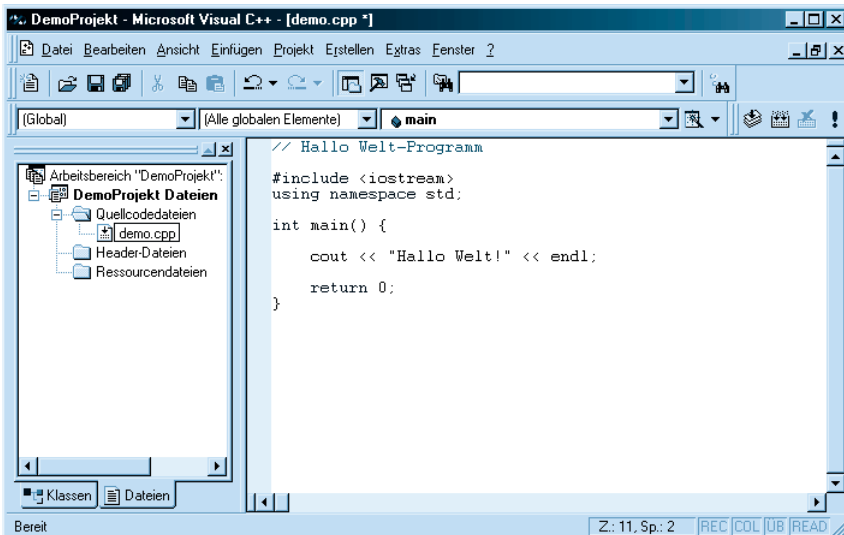 DemoProjekt - Microsoft Visual C++ - [demo.cpp *]
Datei Bearbeiten Ansicht Einfügen Projekt Erstellen Extras Fenster ?
(Global) (Alle globalen Elemente) main
Arbeitsbereich "DemoProjekt":
DemoProjekt Dateien
Quellcodedateien
demo.cpp
Header-Dateien
Ressourcendateien
Klassen Dateien
// Hallo Welt-Programm
#include <iostream>
using namespace std;
int main() {
cout << "Hallo Welt!" << endl;
return 0;
}
Bereit Z.: 11, Sp.: 2 REC COL ÜB READ